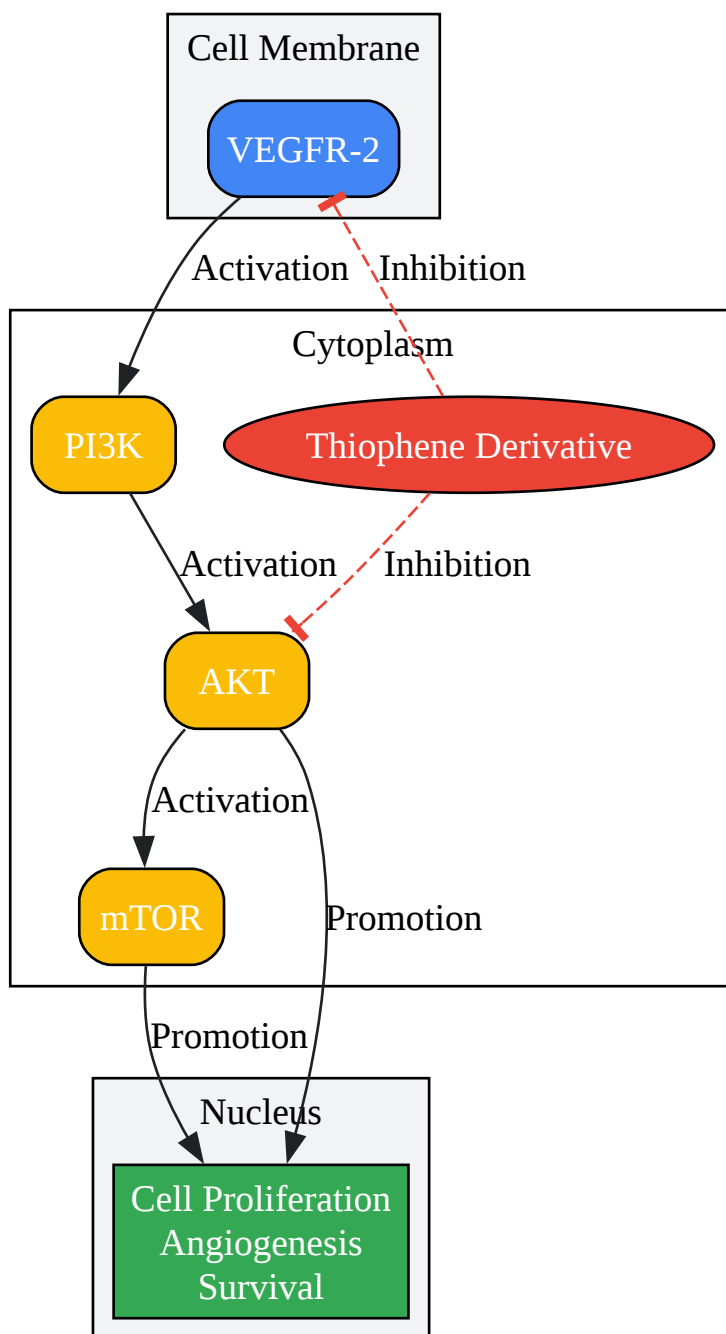 Cell Membrane
VEGFR-2
Activation
Inhibition
Cytoplasm
PI3K
Thiophene Derivative
Activation
Inhibition
AKT
Activation
mTOR
Promotion
Promotion
Nucleus
Cell Proliferation
Angiogenesis
Survival